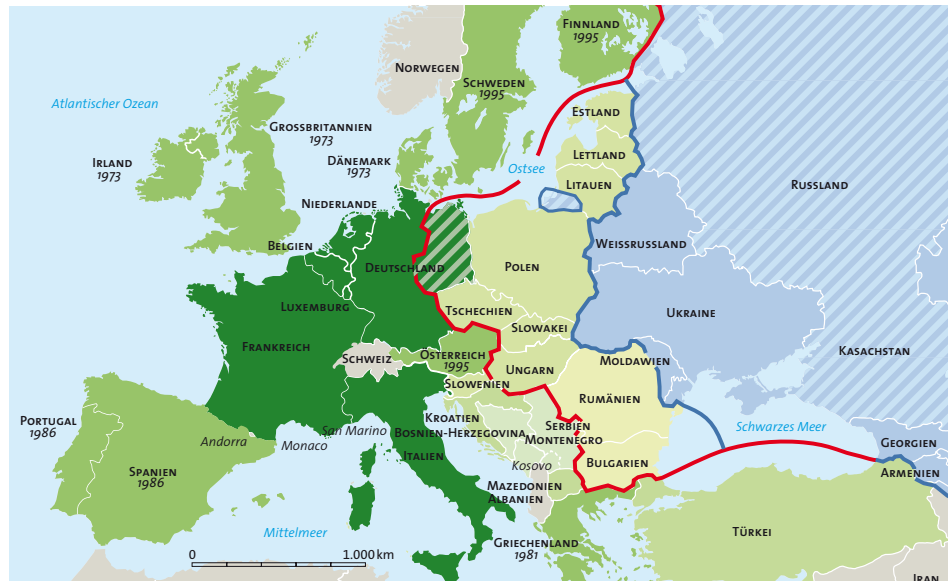 FINNLAND
1995
NORWEGEN
SCHWEDEN
1995
Atlantischer Ozean
ESTLAND
GROSSBRITANNIEN
1973
IRLAND
1973
DÄNEMARK
1973
LETTLAND
Ostsee
LITAUEN
RUSSLAND
NIEDERLANDE
BELGIEN
WEISSRUSSLAND
DEUTSCHLAND
POLEN
LUXEMBURG
TSCHECHIEN
UKRAINE
SLOWAKEI
FRANKREICH
SCHWEIZ
ÖSTERREICH
1995
KASACHSTAN
MOLDAWIEN
UNGARN
SLOWENIEN
RUMÄNIEN
PORTUGAL
1986
Andorra
Monaco
San Marino
KROATIEN
BOSNIEN-HERZEGOVINA
SERBIEN
MONTENEGRO
Schwarzes Meer
GEORGIEN
ITALIEN
SPANIEN
1986
Kosovo
BULGARIEN
ARMENIEN
MAZEDONIEN
ALBANIEN
Mittelmeer
TÜRKEI
GRIECHENLAND
1981
0
1.000 km
IRAN